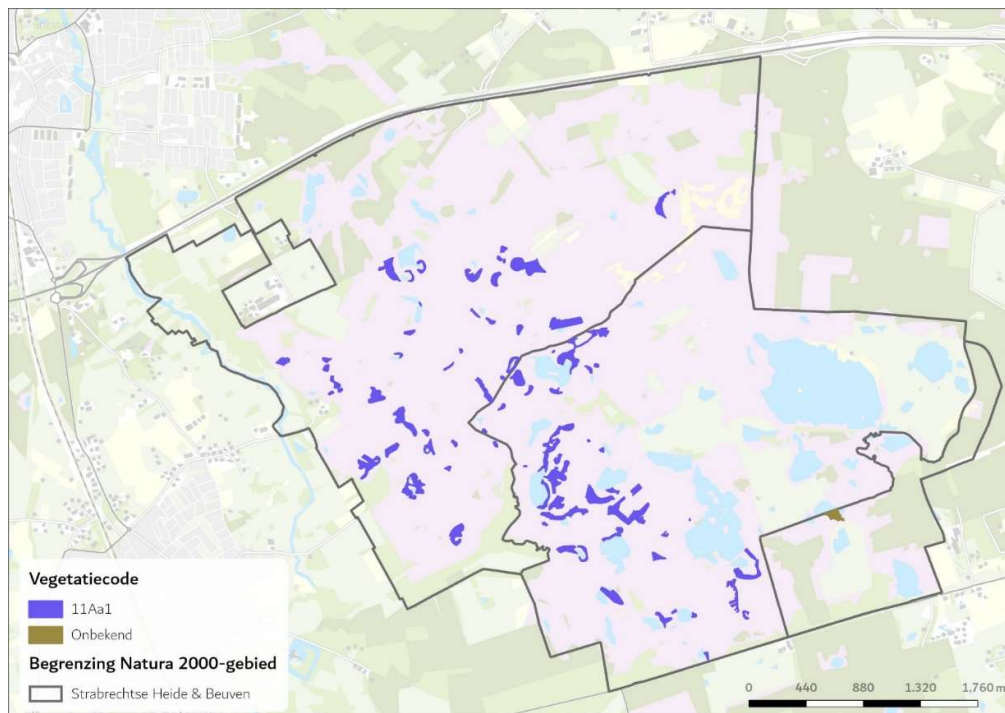 Vegetatiecode
11Aa1
Onbekend
Begrenzing Natura 2000-gebied
Strabrechtse Heide & Beuven
0 440 880 1.320 1.760 m